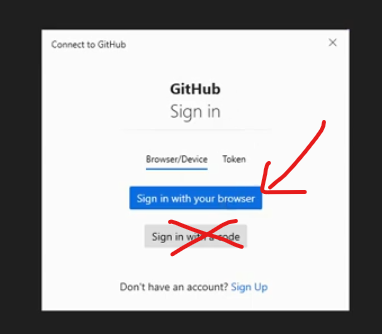 Connect to GitHub
GitHub
Sign in
Browser/Device Token
Sign in with your browser
Sign in with a code
Don't have an account? Sign Up